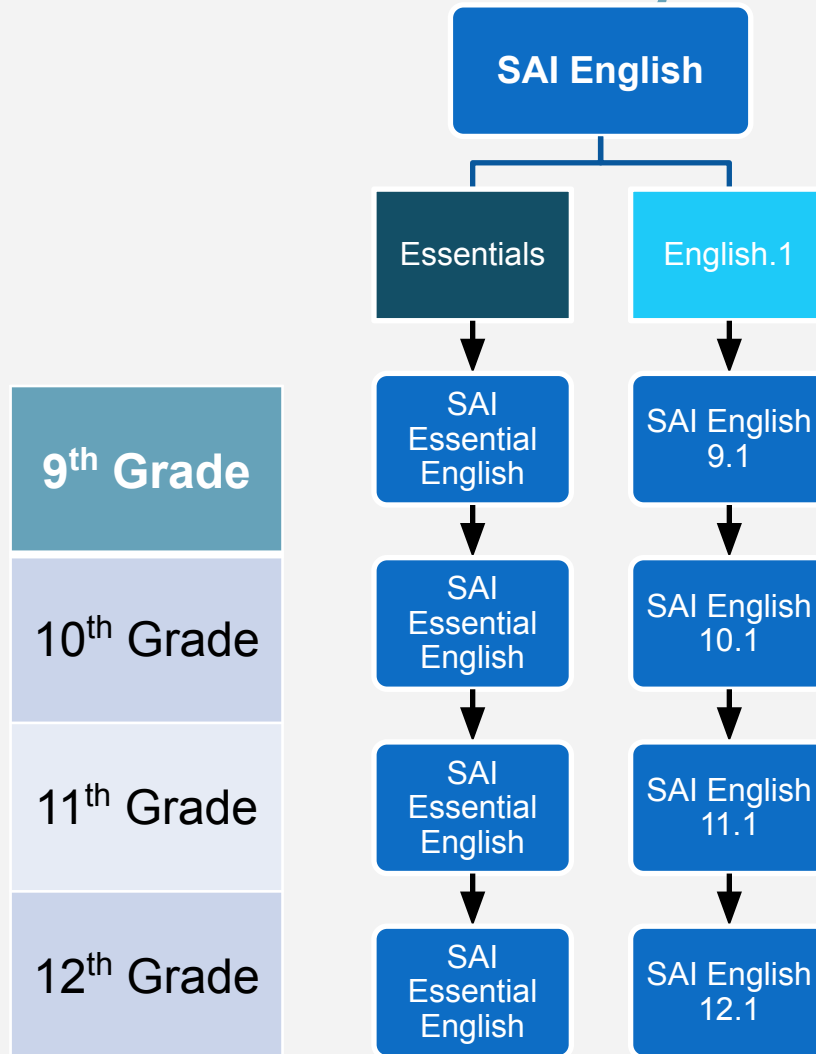 SAI English
Essentials
English.1
9th Grade
SAI
Essential
English
SAI English
9.1
10th Grade
SAI
Essential
English
SAI English
10.1
11th Grade
SAI
Essential
English
SAI English
11.1
12th Grade
SAI
Essential
English
SAI English
12.1